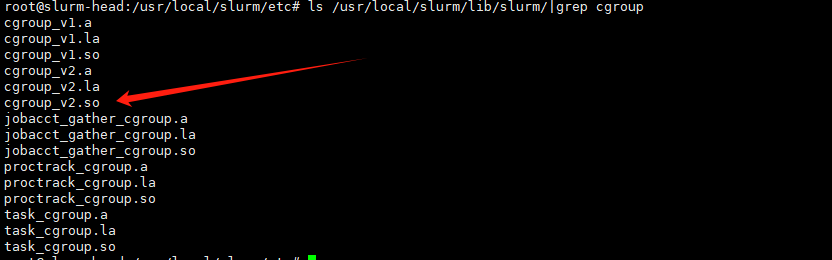 root@slurm-head:/usr/local/slurm/etc# ls /usr/local/slurm/lib/slurm/|grep cgroup
cgroup_v1.a
cgroup_v1.la
cgroup_v1.so
cgroup_v2.a
cgroup_v2.la
cgroup_v2.so
jobacct_gather_cgroup.a
jobacct_gather_cgroup.la
jobacct_gather_cgroup.so
proctrack_cgroup.a
proctrack_cgroup.la
proctrack_cgroup.so
task_cgroup.a
task_cgroup.la
task_cgroup.so